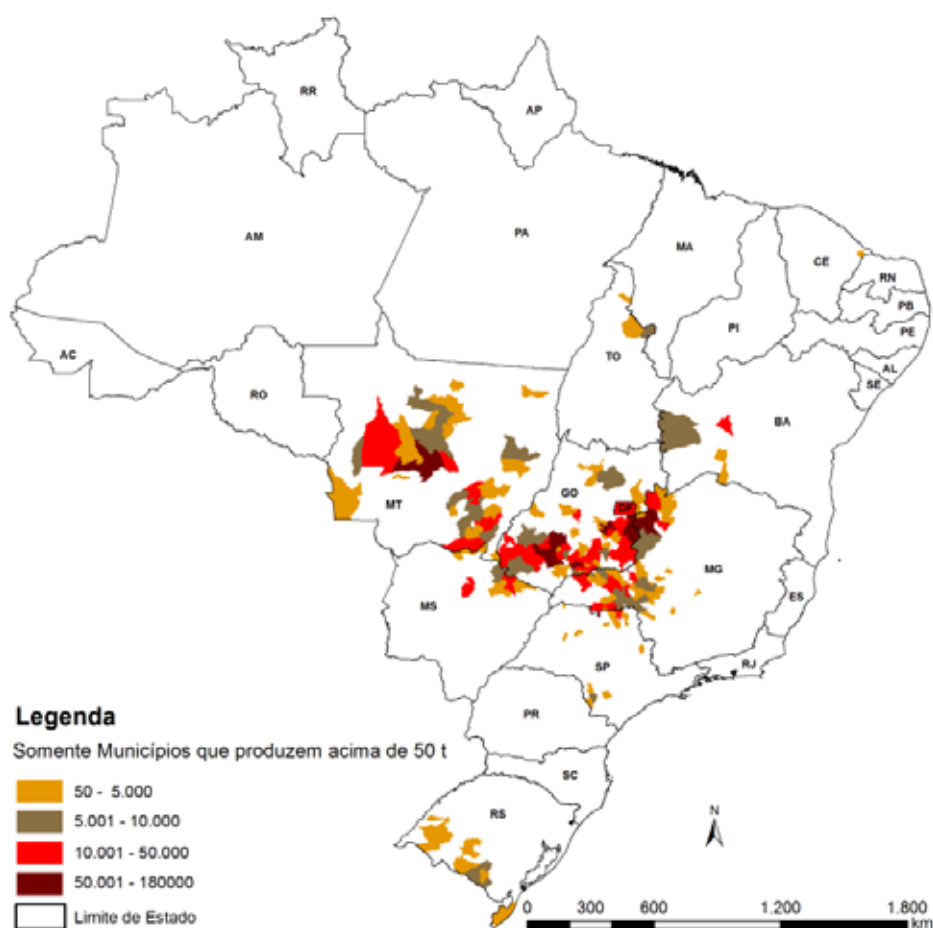 RR
AP
AM
PA
MA
CE
RN
PB
PE
PI
AL
SE
AC
RO
TO
BA
MT
GO
DF
MG
ES
MS
SP
RJ
PR
SC
RS
Legenda
Somente Municípios que produzem acima de 50 t
50 - 5.000
5.001 - 10.000
10.001 - 50.000
50.001 - 180000
Limite de Estado
N
0 300 600 1.200 1.800
km